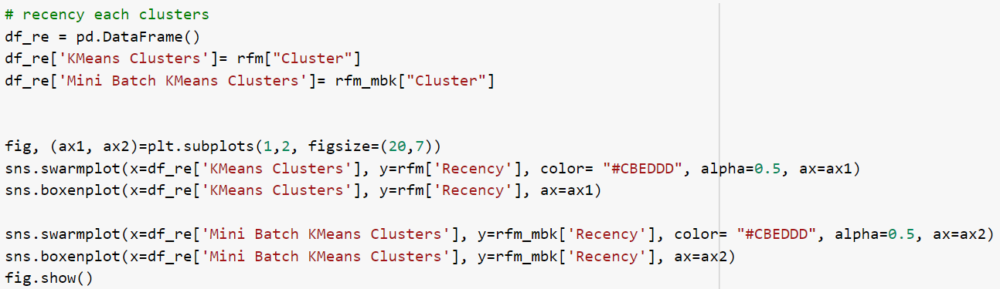 # recency each clusters
df_re = pd.DataFrame()
df_re['KMeans Clusters']= rfm["Cluster"]
df_re['Mini Batch KMeans Clusters']= rfm_mbk["Cluster"]
fig, (ax1, ax2)=plt.subplots(1,2, figsize=(20,7))
sns.swarmplot(x=df_re['KMeans Clusters'], y=rfm['Recency'], color= "#CBEDDD", alpha=0.5, ax=ax1)
sns.boxenplot(x=df_re['KMeans Clusters'], y=rfm['Recency'], ax=ax1)
sns.swarmplot(x=df_re['Mini Batch KMeans Clusters'], y=rfm_mbk['Recency'], color= "#CBEDDD", alpha=0.5, ax=ax2)
sns.boxenplot(x=df_re['Mini Batch KMeans Clusters'], y=rfm_mbk['Recency'], ax=ax2)
fig.show()